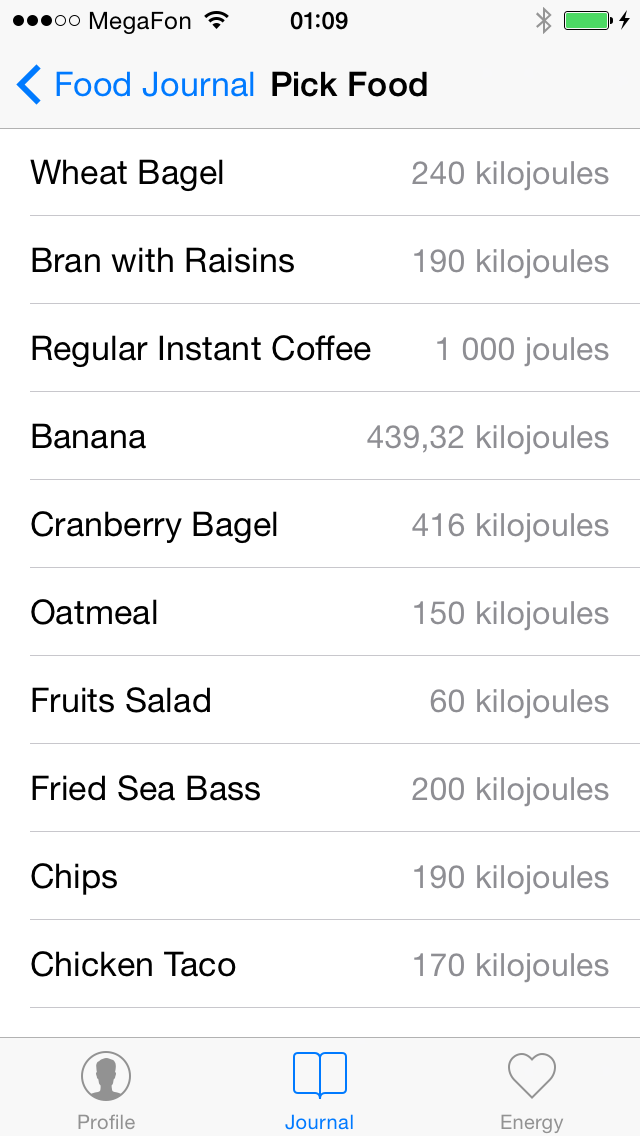 MegaFon 01:09
Food Journal Pick Food
Wheat Bagel 240 kilojoules
Bran with Raisins 190 kilojoules
Regular Instant Coffee 1 000 joules
Banana 439,32 kilojoules
Cranberry Bagel 416 kilojoules
Oatmeal 150 kilojoules
Fruits Salad 60 kilojoules
Fried Sea Bass 200 kilojoules
Chips 190 kilojoules
Chicken Taco 170 kilojoules
Profile Journal Energy